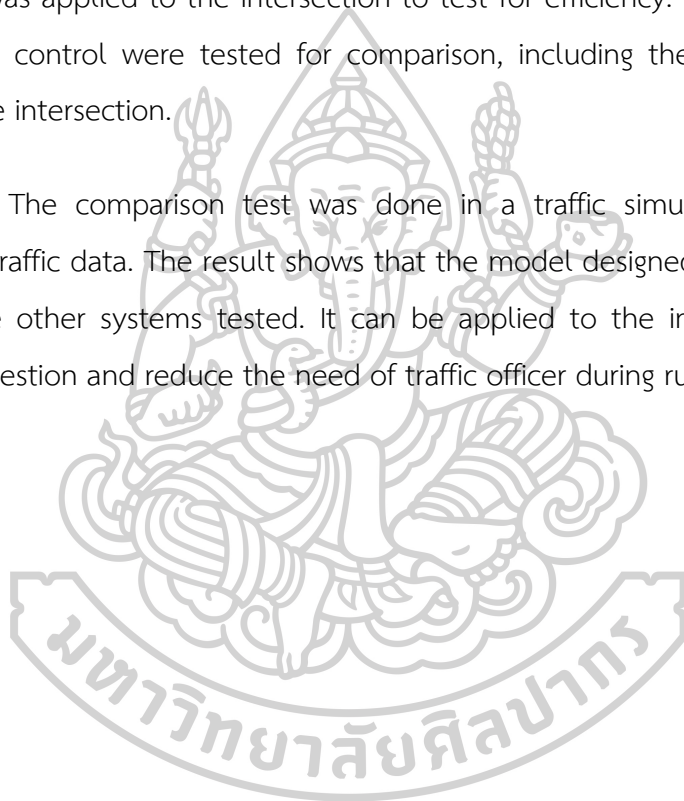 was applied to the intersection to test for efficiency.
control were tested for comparison, including the
intersection.
The comparison test was done in a traffic simu
raffic data. The result shows that the model designed
other systems tested. It can be applied to the in
estion and reduce the need of traffic officer during ru
มหาวิทยาลัยศิลปากร